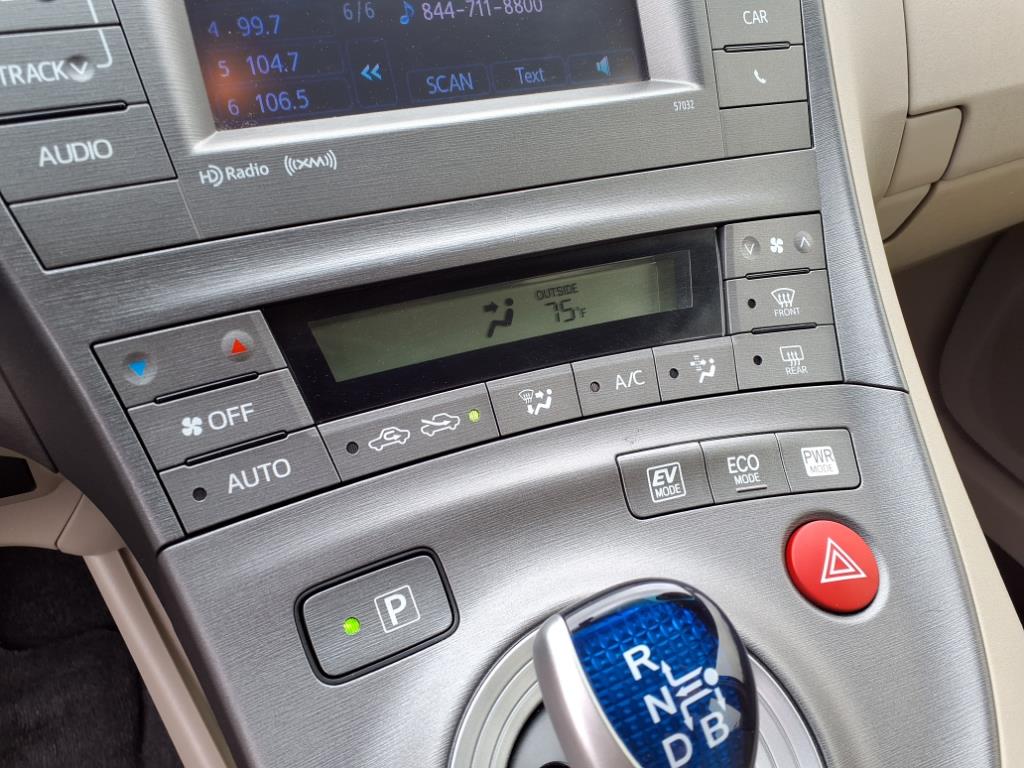 4 99.7
6/6
844-711-8800
5 104.7
6 106.5
SCAN
Text
CAR
TRACK
AUDIO
57032
HD Radio
((XM))
OUTSIDE
75°F
FRONT
REAR
OFF
AUTO
A/C
EV
MODE
ECO
MODE
PWR
MODE
P
R
N
D B